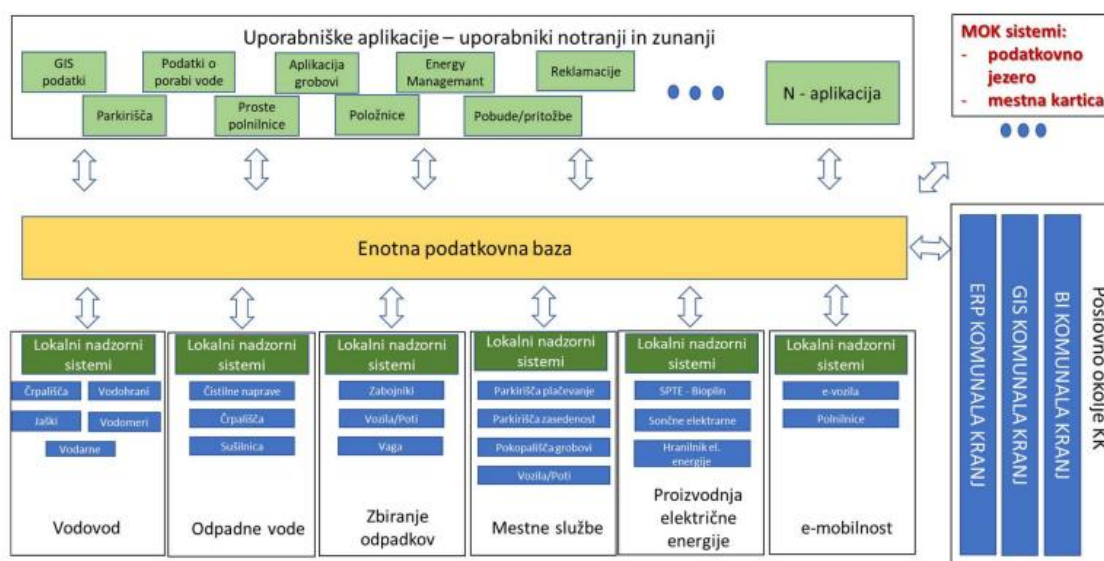 Uporabniške aplikacije – uporabniki notranji in zunanji
GIS
podatki
Podatki o
porabi vode
Aplikacija
grobovi
Energy
Managemant
Reklamacije
Parkirišča
Proste
polnilnice
Položnice
Pobude/pritožbe
N - aplikacija
MOK sistemi:
- podatkovno
jezero
- mestna kartica
Enotna podatkovna baza
Lokalni nadzorni
sistemi
Črpališča
Vodohrani
Jaški
Vodomeri
Vodarne
Vodovod
Lokalni nadzorni
sistemi
Čistilne naprave
Črpališča
Sušilnica
Odpadne vode
Lokalni nadzorni
sistemi
Zabojniki
Vozila/Poti
Vaga
Zbiranje
odpadkov
Lokalni nadzorni
sistemi
Parkirišča plačevanje
Parkirišča zasedenost
Pokopališča grobovi
Vozila/Poti
Mestne službe
Lokalni nadzorni
sistemi
SPTE - Bioplin
Sončne elektrarne
Hranilnik el.
energije
Proizvodnja
električne
energije
Lokalni nadzorni
sistemi
e-vozila
Polnilnice
e-mobilnost
ERP KOMUNALA KRANJ
GIS KOMUNALA KRANJ
BI KOMUNALA KRANJ
Poslovno okolje KK